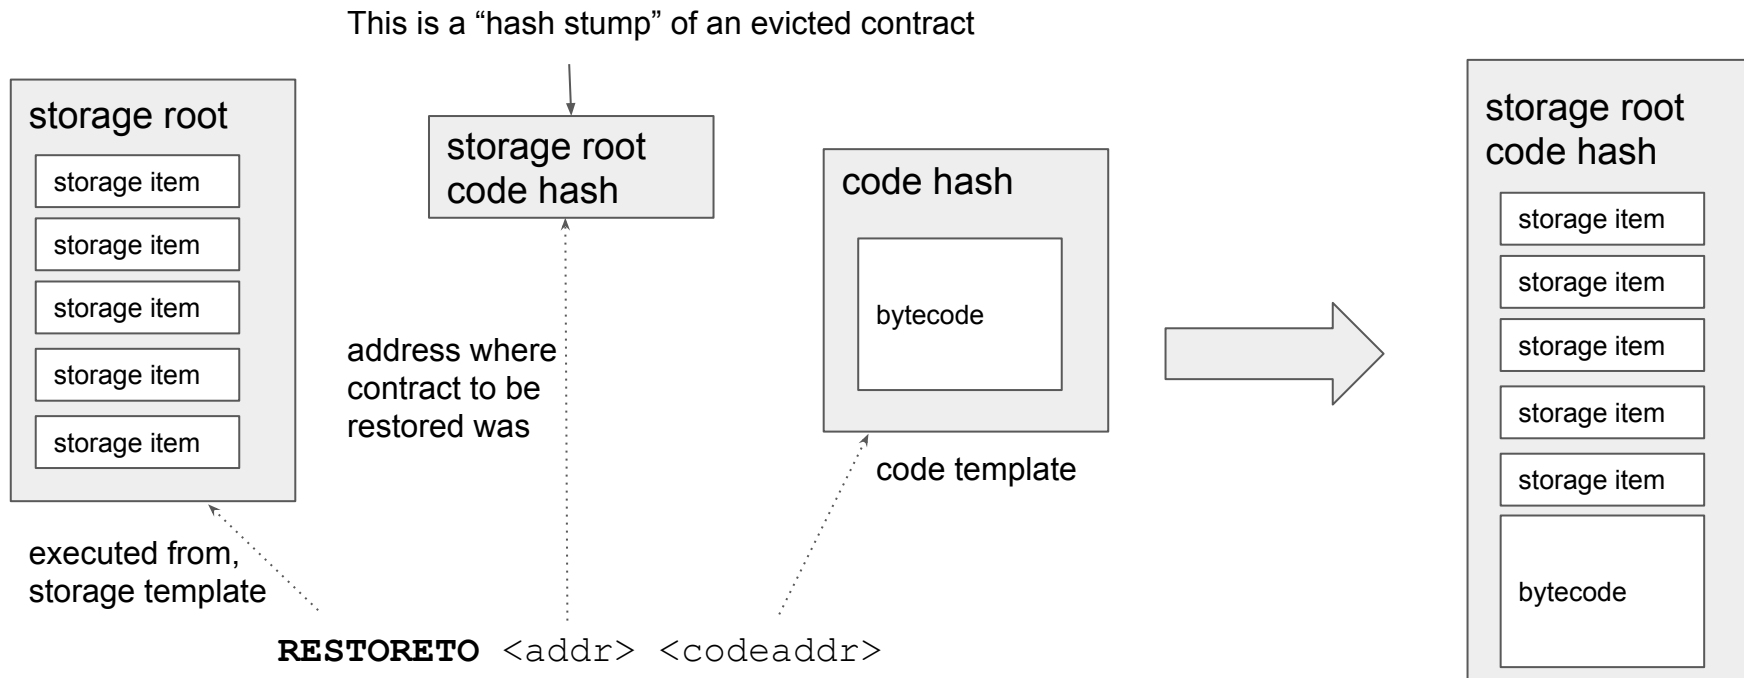 This is a “hash stump” of an evicted contract
storage root
storage item
storage item
storage item
storage item
storage item
executed from,
storage template
storage root
code hash
address where
contract to be
restored was
code hash
bytecode
code template
RESTORETO <addr> <codeaddr>
storage root
code hash
storage item
storage item
storage item
storage item
storage item
bytecode